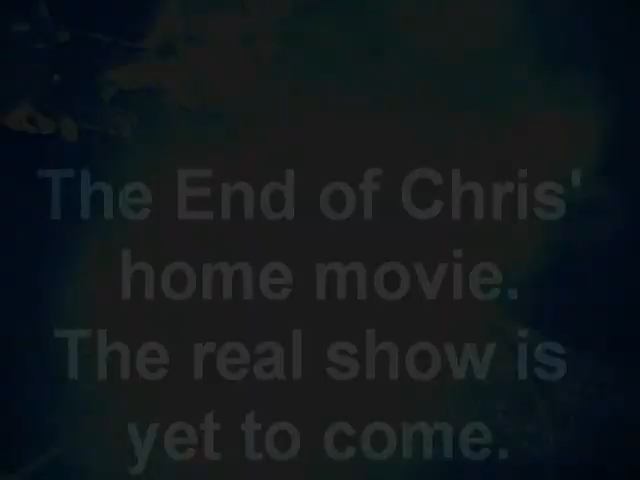 The End of Chris'
home movie.
The real show is
yet to come.